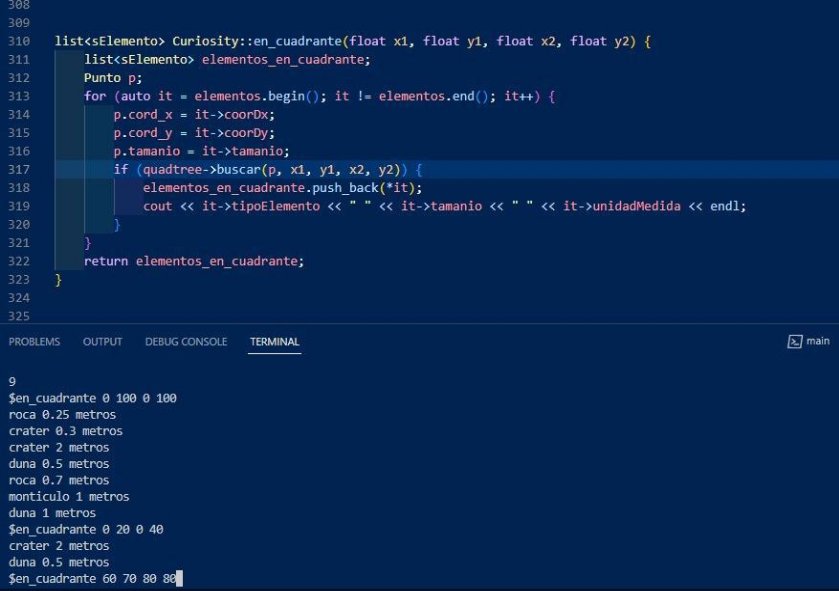 308
309
310 list<sElemento> Curiosity::en_cuadrante(float x1, float y1, float x2, float y2) {
311 list<sElemento> elementos_en_cuadrante;
312 Punto p;
313 for (auto it = elementos.begin(); it != elementos.end(); it++) {
314 p.cord_x = it->coorDx;
315 p.cord_y = it->coorDy;
316 p.tamanio = it->tamanio;
317 if (quadtree->buscar(p, x1, y1, x2, y2)) {
318 elementos_en_cuadrante.push_back(*it);
319 cout << it->tipoElemento << " " << it->tamanio << " " << it->unidadMedida << endl;
320 }
321 }
322 return elementos_en_cuadrante;
323 }
324
325
PROBLEMS OUTPUT DEBUG CONSOLE TERMINAL main
9
$en_cuadrante 0 100 0 100
roca 0.25 metros
crater 0.3 metros
crater 2 metros
duna 0.5 metros
roca 0.7 metros
monticulo 1 metros
duna 1 metros
$en_cuadrante 0 20 0 40
crater 2 metros
duna 0.5 metros
$en_cuadrante 60 70 80 80